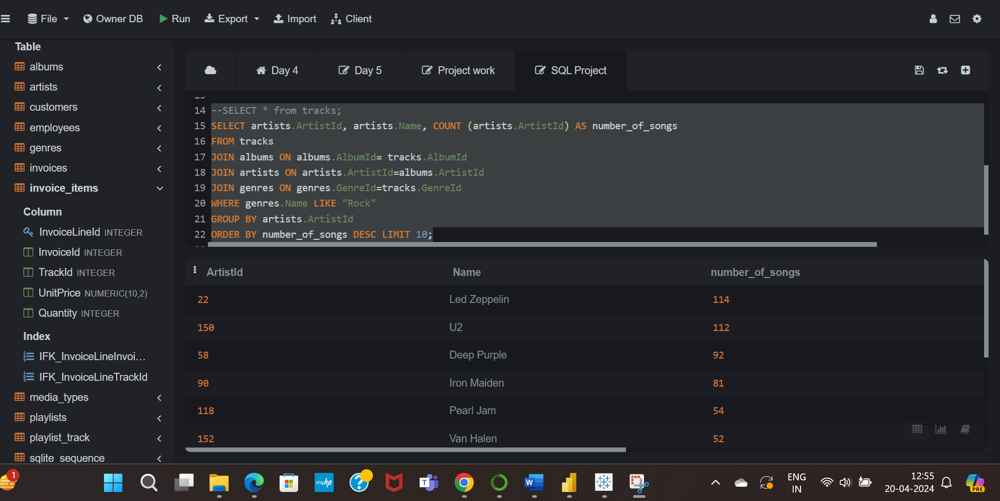 File
Owner DB
Run
Export
Import
Client
Table
albums
artists
customers
employees
genres
invoices
invoice_items
Column
InvoiceLineId INTEGER
InvoiceId INTEGER
TrackId INTEGER
UnitPrice NUMERIC(10,2)
Quantity INTEGER
Index
IFK_InvoiceLineInvoi...
IFK_InvoiceLineTrackId
media_types
playlists
playlist_track
sqlite_sequence
Day 4
Day 5
Project work
SQL Project
14 --SELECT * from tracks;
15 SELECT artists.ArtistId, artists.Name, COUNT (artists.ArtistId) AS number_of_songs
16 FROM tracks
17 JOIN albums ON albums.AlbumId= tracks.AlbumId
18 JOIN artists ON artists.ArtistId=albums.ArtistId
19 JOIN genres ON genres.GenreId=tracks.GenreId
20 WHERE genres.Name LIKE "Rock"
21 GROUP BY artists.ArtistId
22 ORDER BY number_of_songs DESC LIMIT 10;
ArtistId Name number_of_songs
22 Led Zeppelin 114
150 U2 112
58 Deep Purple 92
90 Iron Maiden 81
118 Pearl Jam 54
152 Van Halen 52
1
myhp
?
T
W
ENG
IN
12:55
20-04-2024
PRE